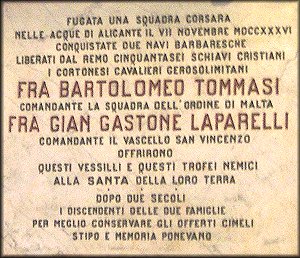 FUGATA UNA SQUADRA CORSARA
NELLE ACQUE DI ALICANTE IL VII NOVEMBRE MDCCXXXVI
CONQUISTATE DUE NAVI BARBARESCHE
LIBERATI DAL REMO CINQUANTASEI SCHIAVI CRISTIANI
I CORTONESI CAVALIERI GEROSOLIMITANI
FRA BARTOLOMEO TOMMASI
COMANDANTE LA SQUADRA DELL'ORDINE DI MALTA
FRA GIAN GASTONE LAPARELLI
COMANDANTE IL VASCELLO SAN VINCENZO
OFFRIRONO
QUESTI VESSILLI E QUESTI TROFEI NEMICI
ALLA SANTA DELLA LORO TERRA
DOPO DUE SECOLI
I DISCENDENTI DELLE DUE FAMIGLIE
PER MEGLIO CONSERVARE GLI OFFERTI CIMELI
STIPO E MEMORIA PONEVANO